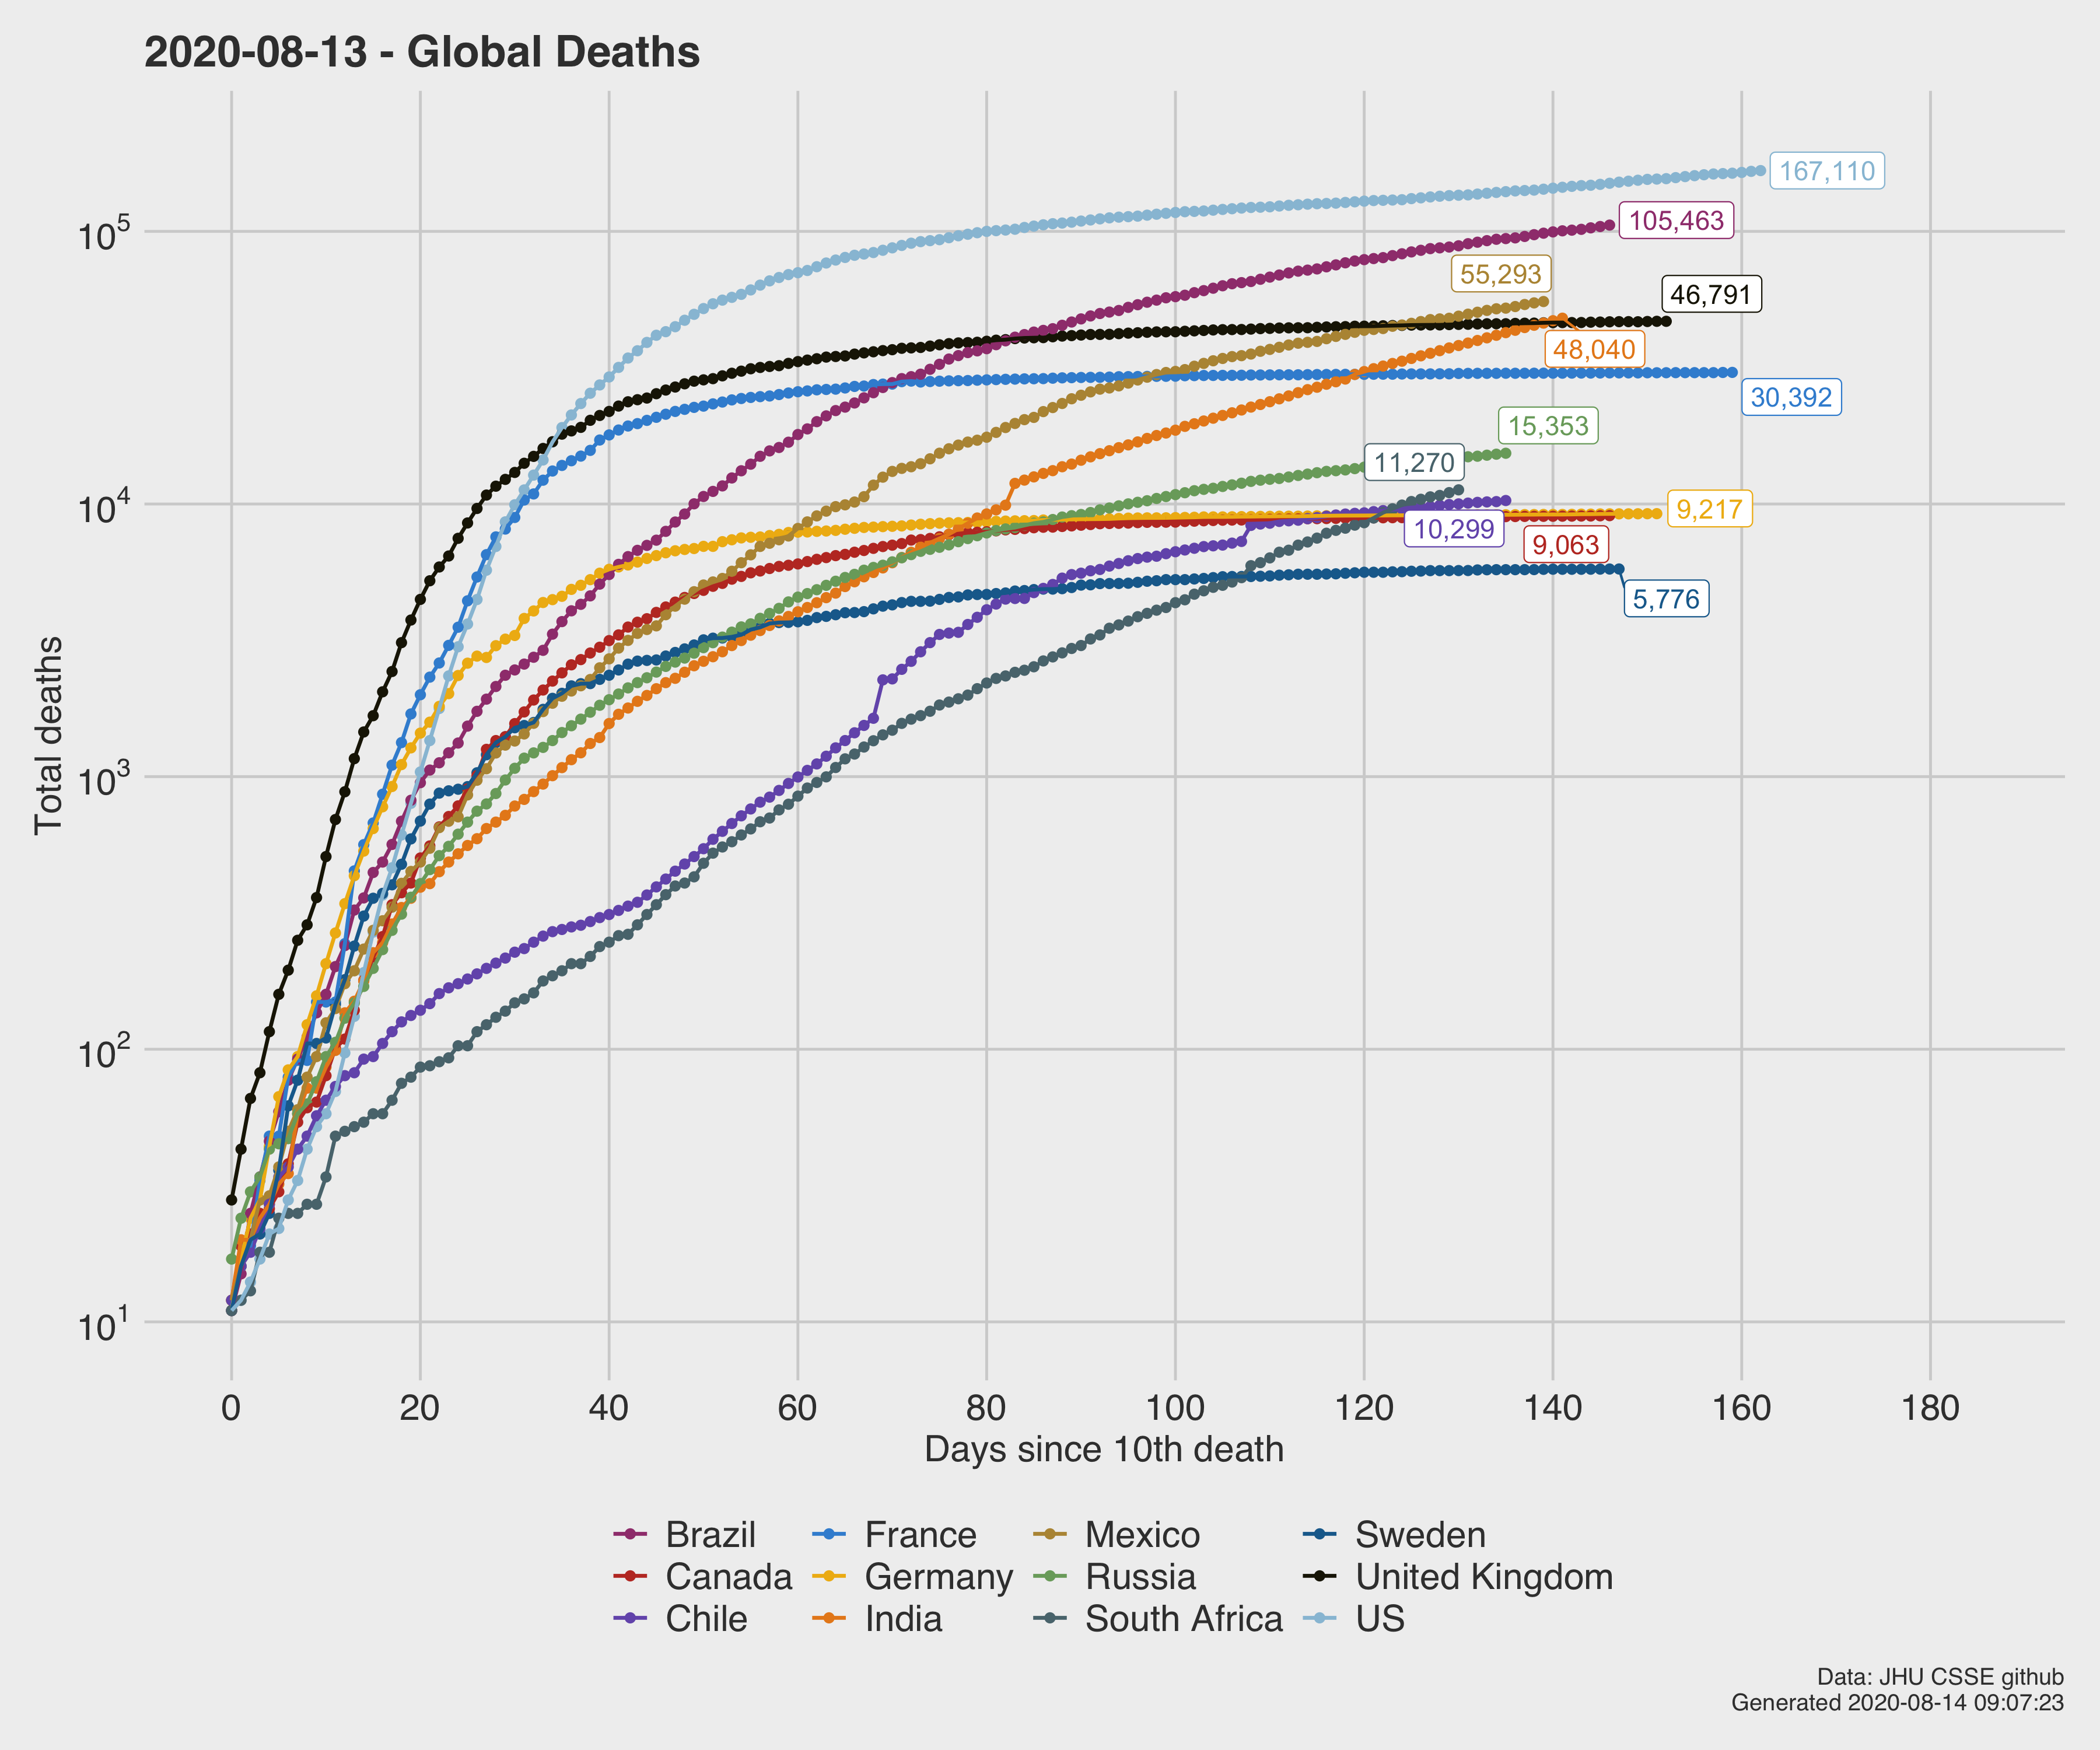 2020-08-13 - Global Deaths
167,110
105,463
55,293
46,791
48,040
30,392
15,353
11,270
9,217
10,299
9,063
5,776
10^5
10^4
10^3
10^2
10^1
Total deaths
0 20 40 60 80 100 120 140 160 180
Days since 10th death
Brazil France Mexico Sweden
Canada Germany Russia United Kingdom
Chile India South Africa US
Data: JHU CSSE github
Generated 2020-08-14 09:07:23